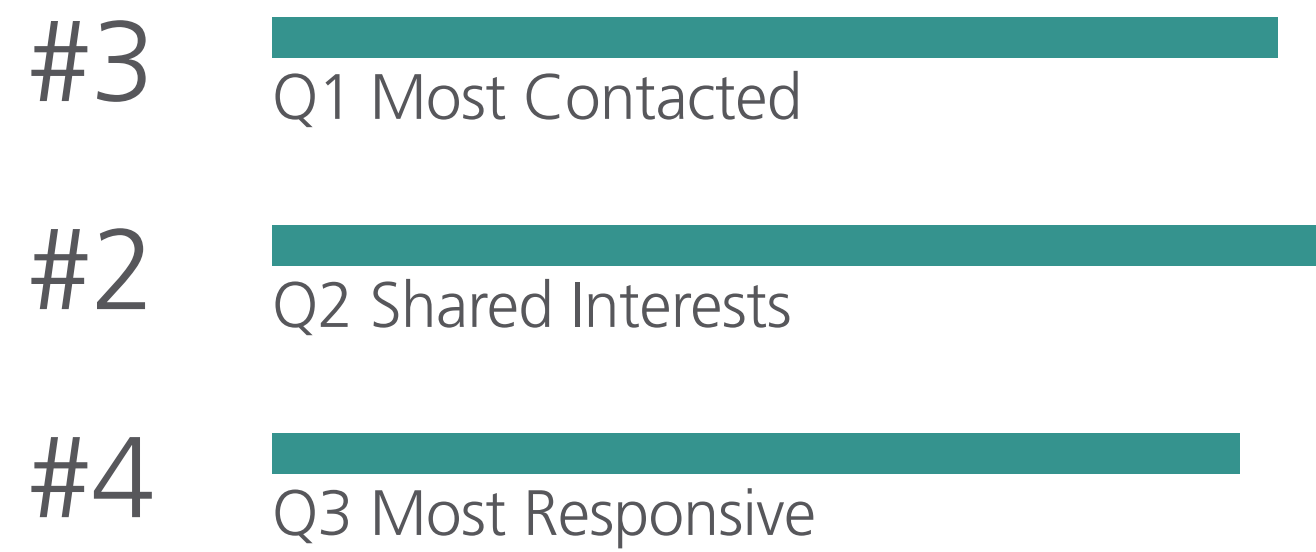 #3
Q1 Most Contacted
#2
Q2 Shared Interests
#4
Q3 Most Responsive